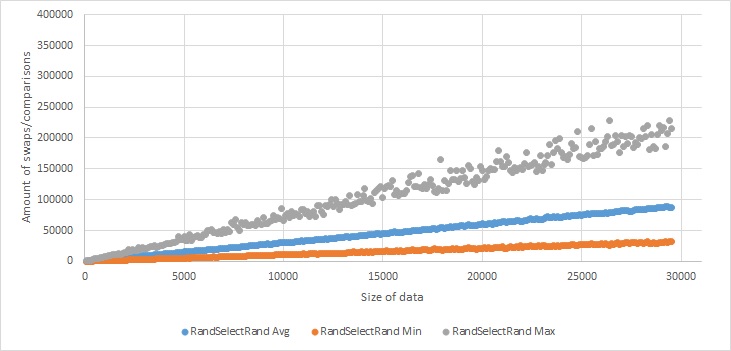 400000
350000
300000
250000
200000
150000
100000
50000
0
Amount of swaps/comparisons
0 5000 10000 15000 20000 25000 30000
Size of data
RandSelectRand Avg RandSelectRand Min RandSelectRand Max